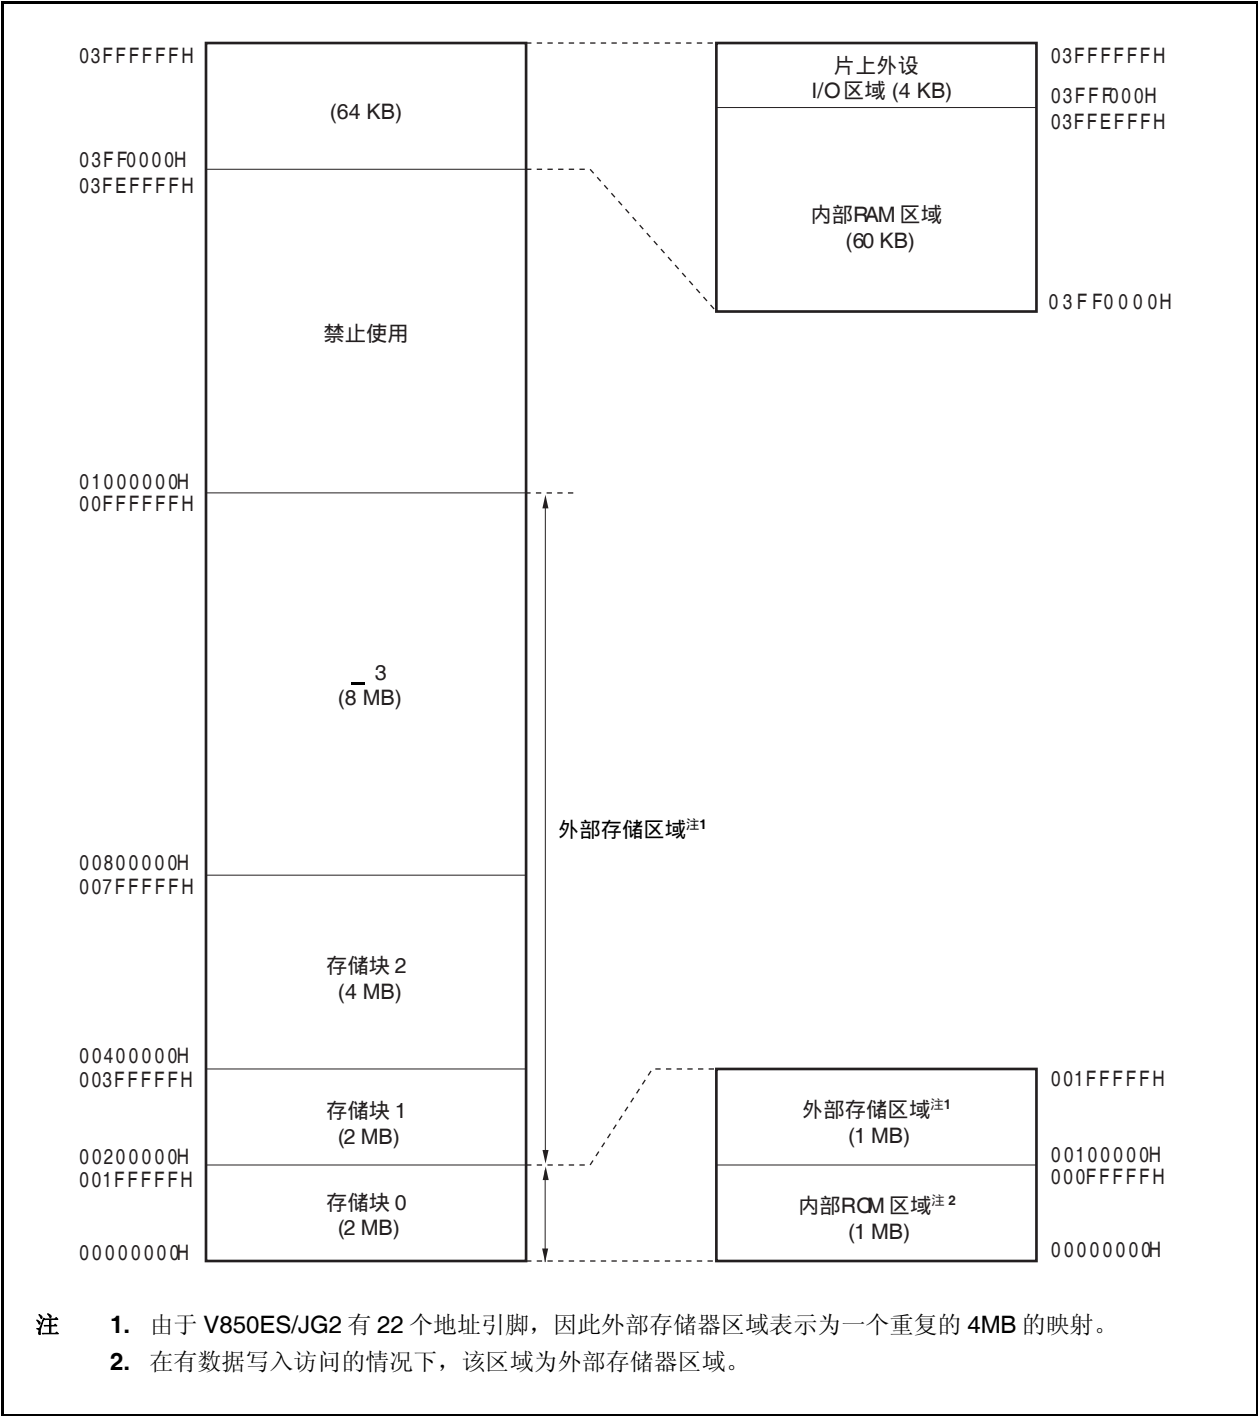 03FFFFFFH
(64 KB)
03FF0000H
03FEFFFFH
禁止使用
01000000H
00FFFFFFH
3
(8 MB)
外部存储区域注1
00800000H
007FFFFFH
存储块 2
(4 MB)
00400000H
003FFFFFH
存储块 1
(2 MB)
00200000H
001FFFFFH
存储块 0
(2 MB)
00000000H
片上外设
I/O 区域 (4 KB)
03FFFFFFH
03FFF000H
03FFEFFFH
内部RAM 区域
(60 KB)
03FF0000H
001FFFFFH
外部存储区域注1
(1 MB)
00100000H
000FFFFFH
内部ROM 区域注 2
(1 MB)
00000000H
注 1. 由于 V850ES/JG2 有 22 个地址引脚，因此外部存储器区域表示为一个重复的 4MB 的映射。
2. 在有数据写入访问的情况下，该区域为外部存储器区域。